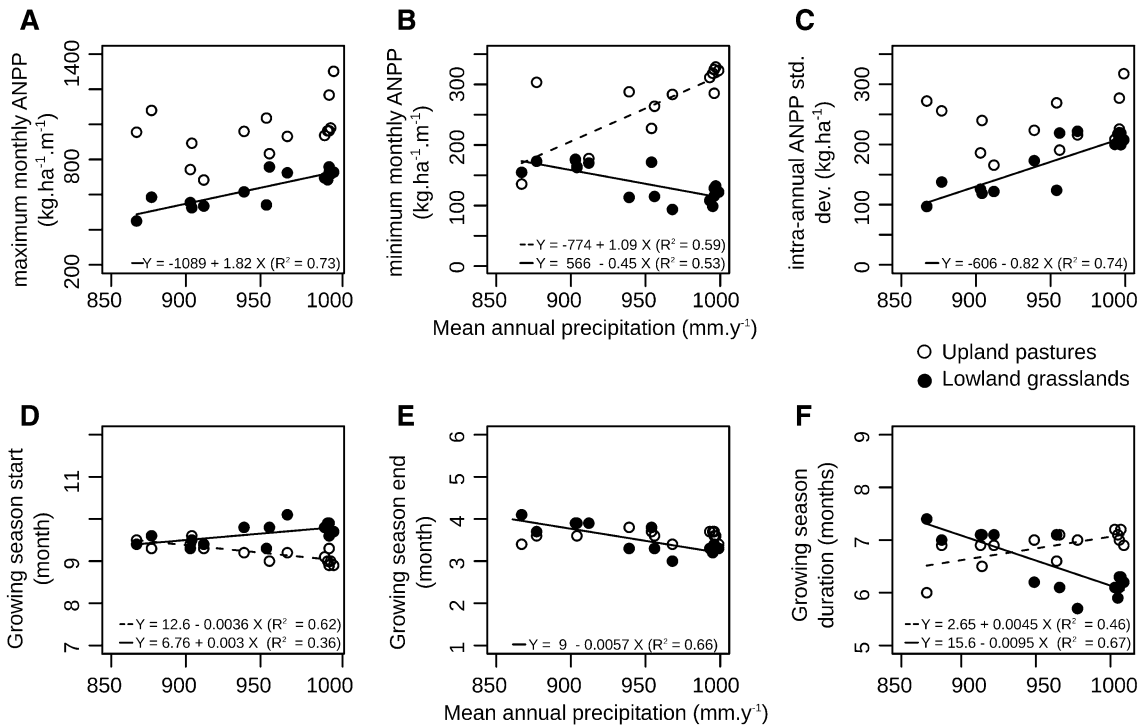 A
maximum monthly ANPP
(kg.ha-1.m-1)
200 800 1400
Y = -1089 + 1.82 X (R2 = 0.73)
850 900 950 1000
B
minimum monthly ANPP
(kg.ha-1.m-1)
0 100 200 300
Y = -774 + 1.09 X (R2 = 0.59)
Y = 566 - 0.45 X (R2 = 0.53)
850 900 950 1000
Mean annual precipitation (mm.y-1)
C
intra-annual ANPP std.
dev. (kg.ha-1)
0 100 200 300
Y = -606 - 0.82 X (R2 = 0.74)
850 900 950 1000
Upland pastures
Lowland grasslands
D
Growing season start
(month)
7 8 9 11
Y = 12.6 - 0.0036 X (R2 = 0.62)
Y = 6.76 + 0.003 X (R2 = 0.36)
850 900 950 1000
E
Growing season end
(month)
1 2 3 4 5 6
Y = 9 - 0.0057 X (R2 = 0.66)
850 900 950 1000
Mean annual precipitation (mm.y-1)
F
Growing season
duration (months)
5 6 7 8 9
Y = 2.65 + 0.0045 X (R2 = 0.46)
Y = 15.6 - 0.0095 X (R2 = 0.67)
850 900 950 1000